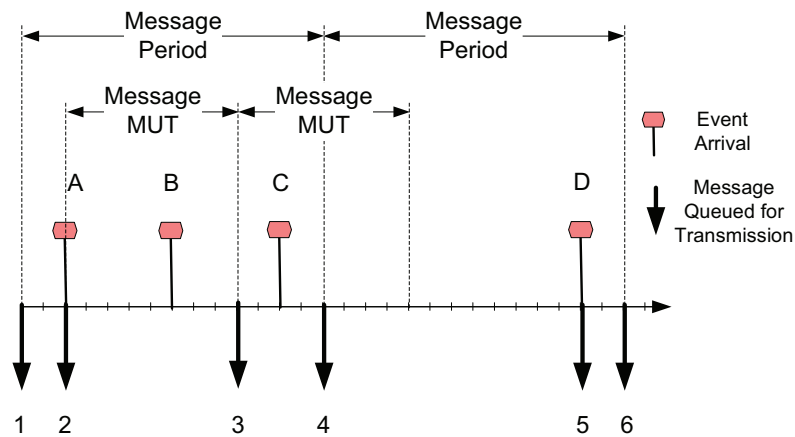 Message
Period
Message
Period
Message
MUT
Message
MUT
Event
Arrival
A
B
C
D
Message
Queued for
Transmission
1
2
3
4
5
6